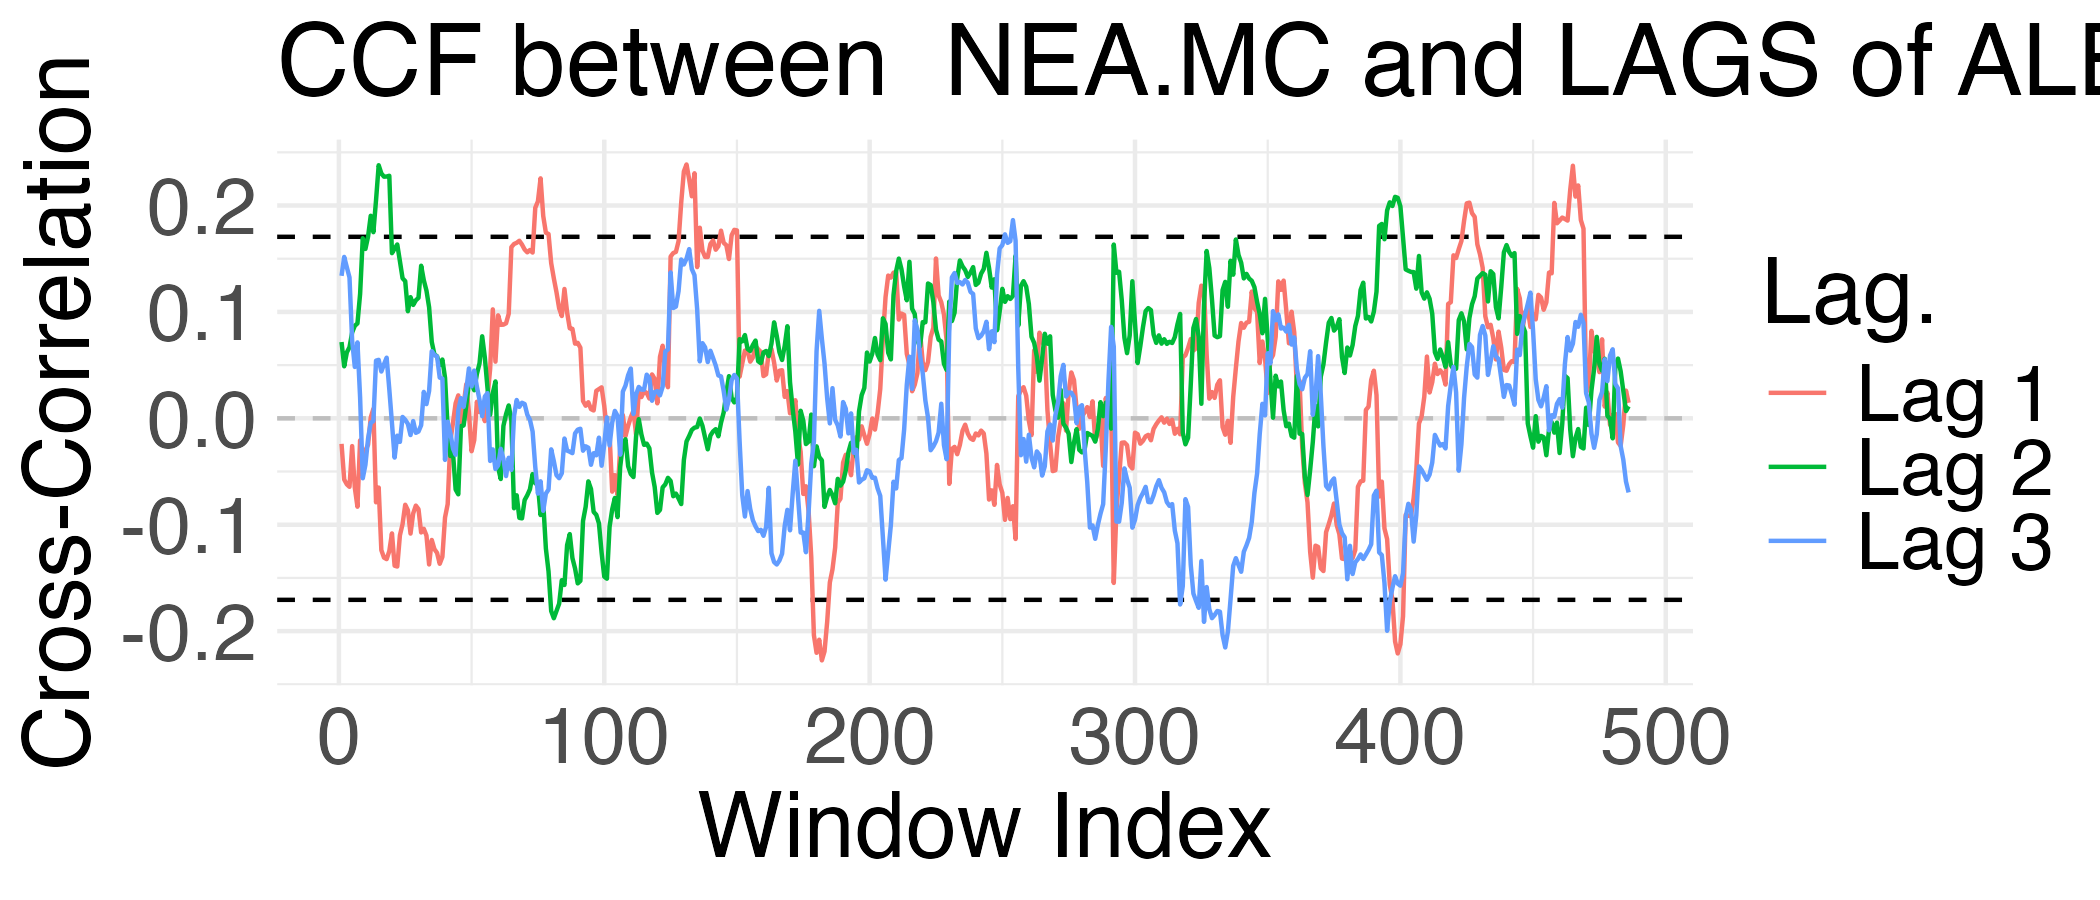 CCF between NEA.MC and LAGS of
Cross-Correlation
0.2
0.1
0.0
-0.1
-0.2
0 100 200 300 400 500
Window Index
Lag.
Lag 1
Lag 2
Lag 3